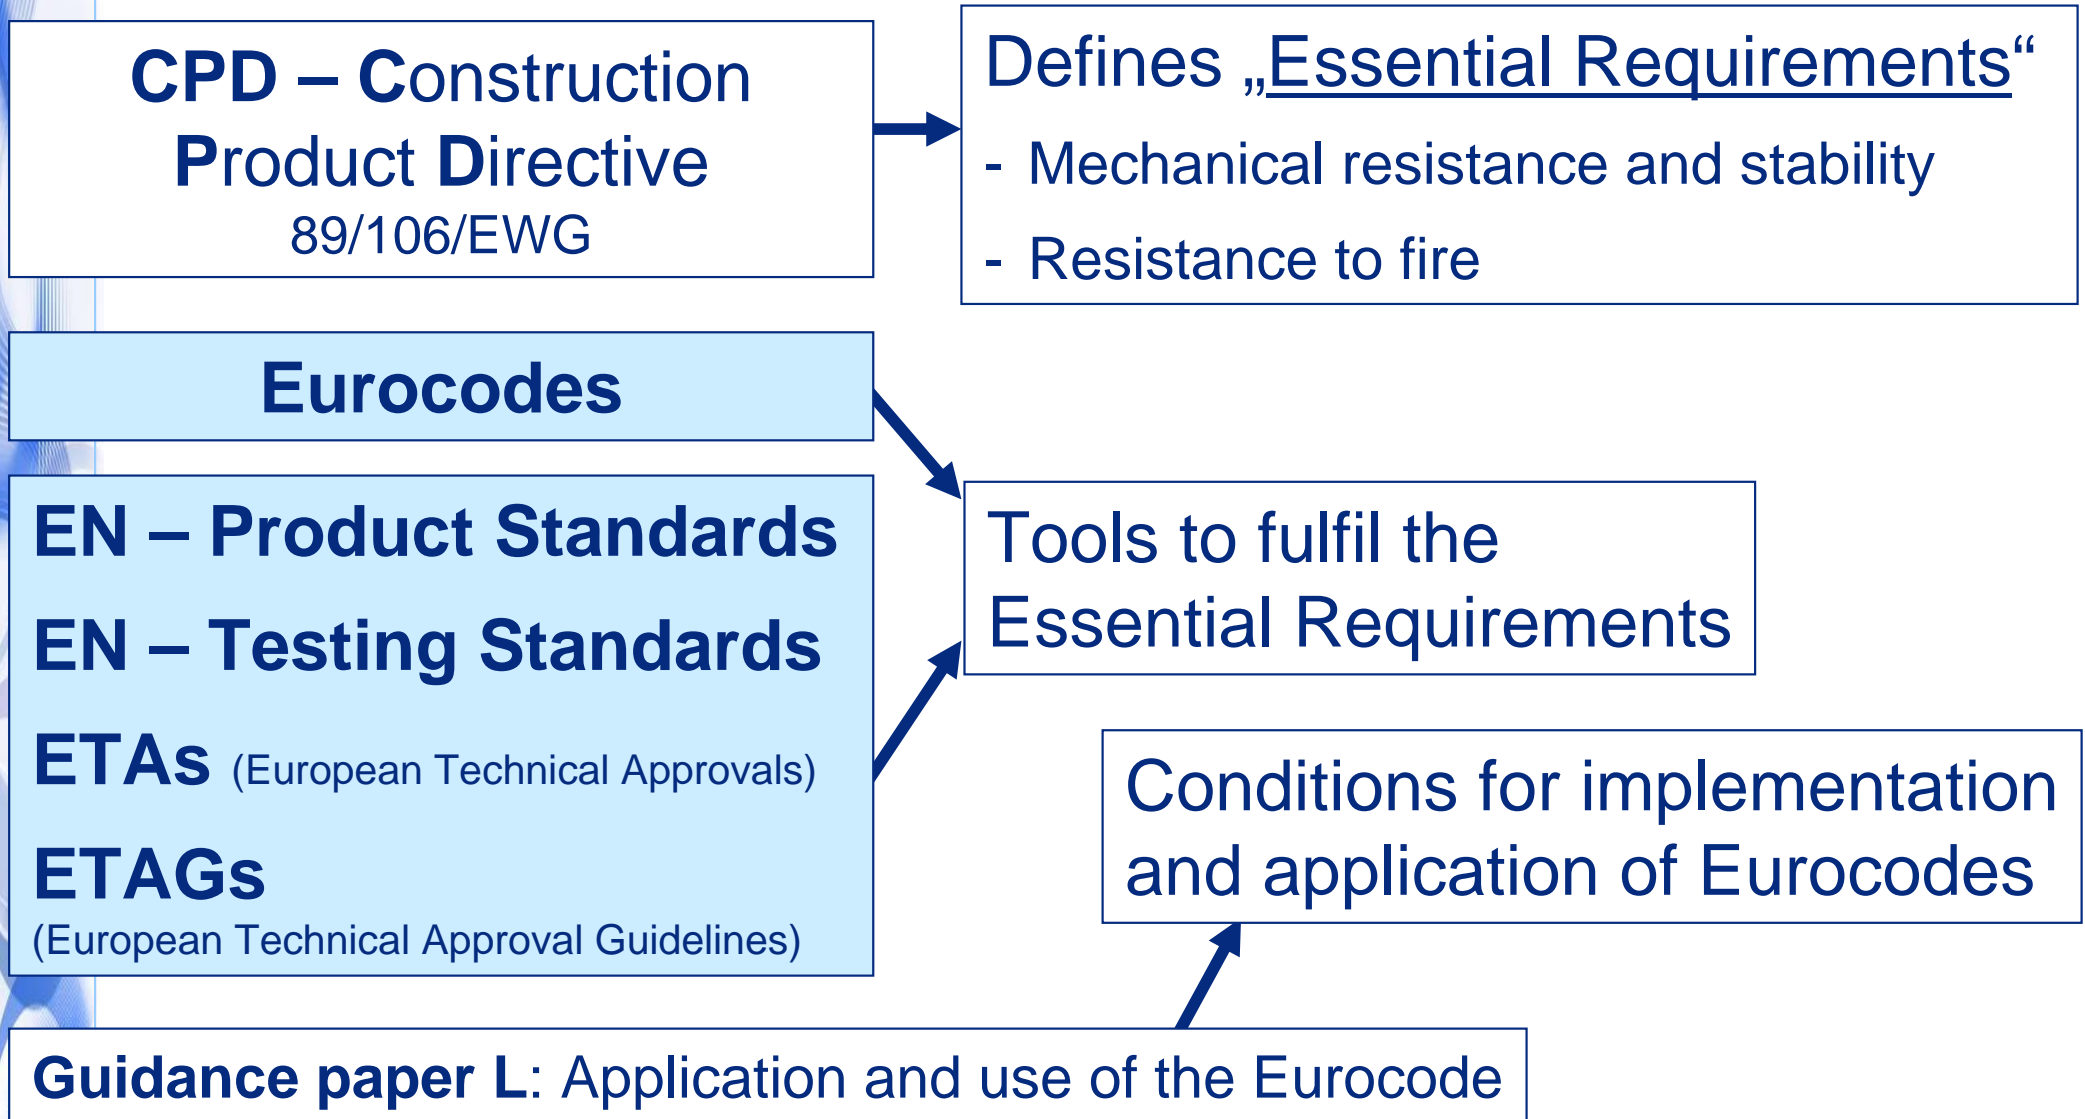 CPD – Construction
Product Directive
89/106/EWG
Defines „Essential Requirements“
- Mechanical resistance and stability
- Resistance to fire
Eurocodes
EN – Product Standards
EN – Testing Standards
ETAs (European Technical Approvals)
ETAGs
(European Technical Approval Guidelines)
Tools to fulfil the
Essential Requirements
Conditions for implementation
and application of Eurocodes
Guidance paper L: Application and use of the Eurocode